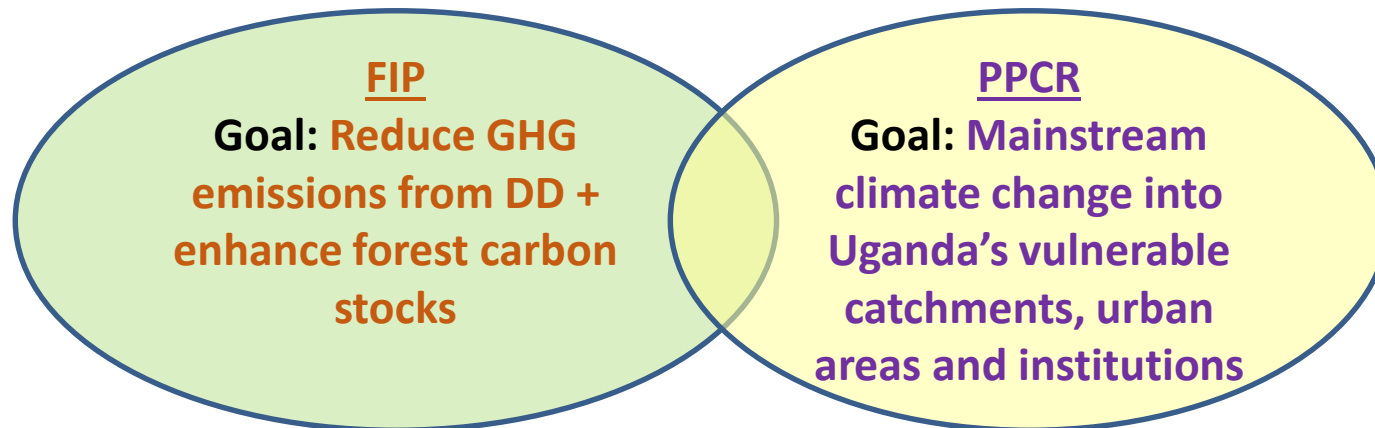 FIP
Goal: Reduce GHG
emissions from DD +
enhance forest carbon
stocks
PPCR
Goal: Mainstream
climate change into
Uganda’s vulnerable
catchments, urban
areas and institutions